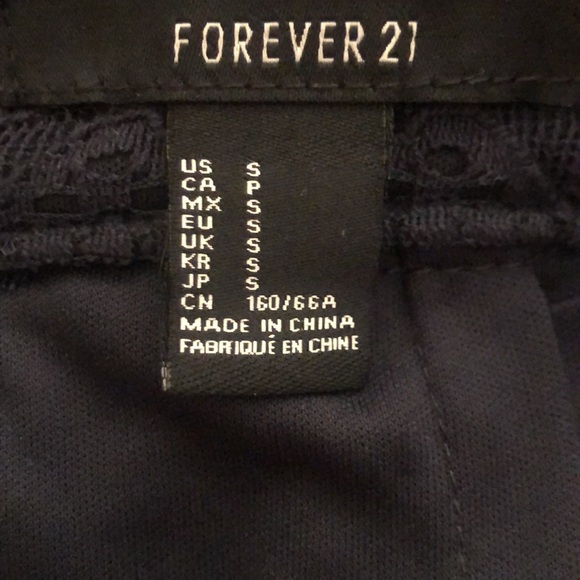 FOREVER 21
US S
CA P
MX S
EU S
UK S
KR S
JP S
CN 160/66A
MADE IN CHINA
FABRIQUÉ EN CHINE